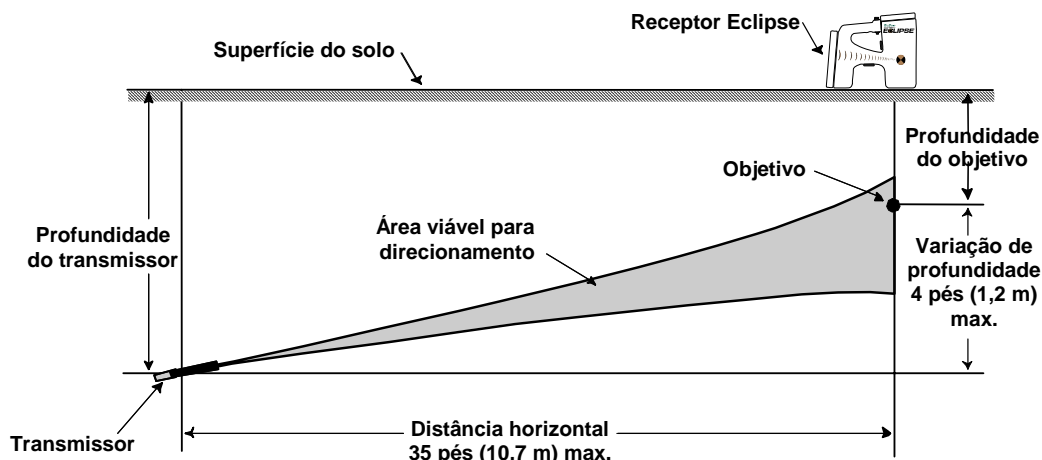 Receptor Eclipse
ECLIPSE
Superfície do solo
Profundidade
do objetivo
Objetivo
Área viável para
direcionamento
Profundidade
do transmissor
Variação de
profundidade
4 pés (1,2 m)
max.
Transmissor
Distância horizontal
35 pés (10,7 m) max.